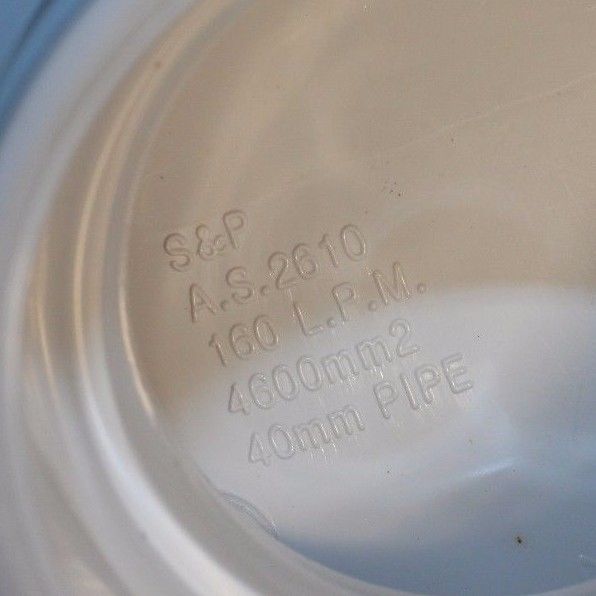 S&P
A.S.2610
160 L.P.M.
4600mm2
40mm PIPE